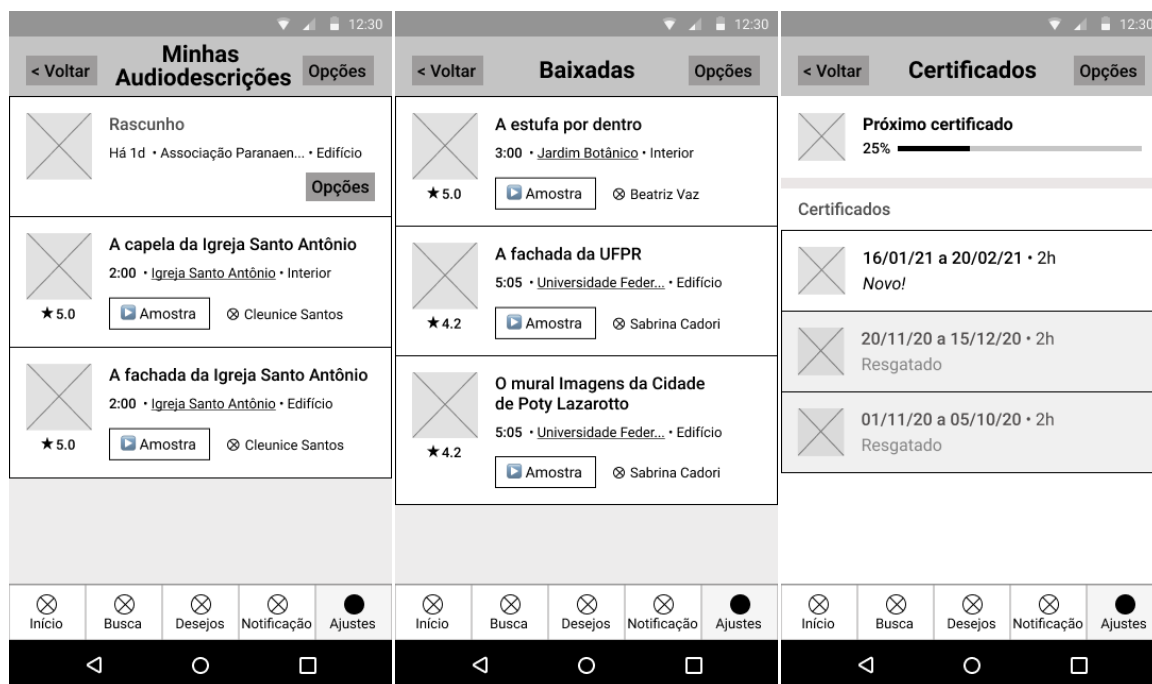 12:30
< Voltar
Minhas
Audiodescrições
Opções
Rascunho
Há 1d • Associação Paranaen... • Edifício
Opções
A capela da Igreja Santo Antônio
2:00 • Igreja Santo Antônio • Interior
★ 5.0
Amostra
Cleunice Santos
A fachada da Igreja Santo Antônio
2:00 • Igreja Santo Antônio • Edifício
★ 5.0
Amostra
Cleunice Santos
Início
Busca
Desejos
Notificação
Ajustes
12:30
< Voltar
Baixadas
Opções
A estufa por dentro
3:00 • Jardim Botânico • Interior
★ 5.0
Amostra
Beatriz Vaz
A fachada da UFPR
5:05 • Universidade Feder... • Edifício
★ 4.2
Amostra
Sabrina Cadori
O mural Imagens da Cidade
de Poty Lazarotto
5:05 • Universidade Feder... • Edifício
★ 4.2
Amostra
Sabrina Cadori
Início
Busca
Desejos
Notificação
Ajustes
12:30
< Voltar
Certificados
Opções
Próximo certificado
25%
Certificados
16/01/21 a 20/02/21 • 2h
Novo!
20/11/20 a 15/12/20 • 2h
Resgatado
01/11/20 a 05/10/20 • 2h
Resgatado
Início
Busca
Desejos
Notificação
Ajustes